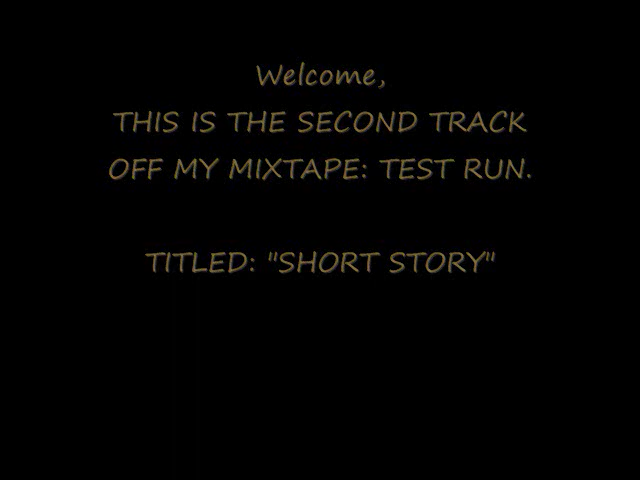 Welcome,
THIS IS THE SECOND TRACK
OFF MY MIXTAPE: TEST RUN.
TITLED: "SHORT STORY"